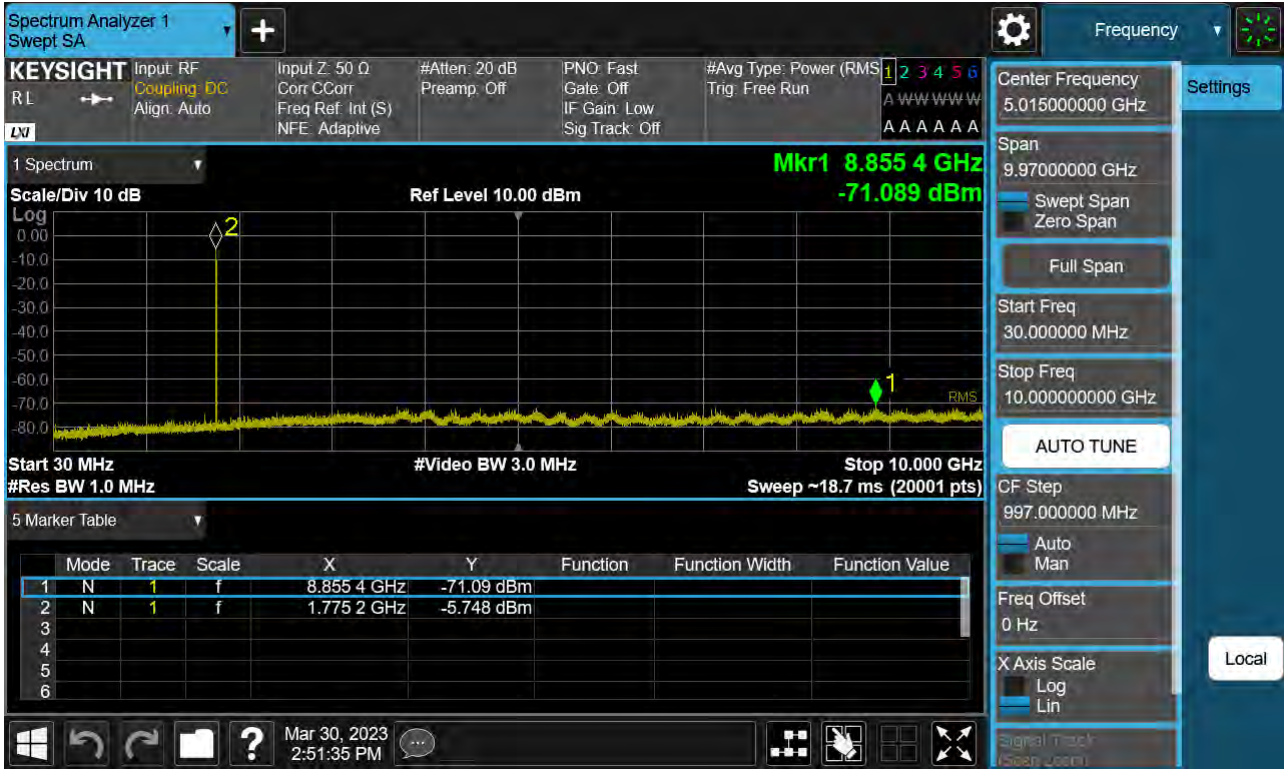 Spectrum Analyzer 1
Swept SA
Frequency
KEYSIGHT
RL
LXI
Input: RF
Coupling: DC
Align: Auto
Input Z: 50 Ω
Corr CCorr
Freq Ref: Int (S)
NFE: Adaptive
#Atten: 20 dB
Preamp: Off
PNO: Fast
Gate: Off
IF Gain: Low
Sig Track: Off
#Avg Type: Power (RMS
Trig: Free Run
1 2 3 4 5 6
A W W W W W
A A A A A A
1 Spectrum
Scale/Div 10 dB
Ref Level 10.00 dBm
Mkr1 8.855 4 GHz
-71.089 dBm
Log
0.00
-10.0
-20.0
-30.0
-40.0
-50.0
-60.0
-70.0
-80.0
2
1
RMS
Start 30 MHz
#Video BW 3.0 MHz
Stop 10.000 GHz
#Res BW 1.0 MHz
Sweep ~18.7 ms (20001 pts)
5 Marker Table
Mode Trace Scale X Y Function Function Width Function Value
1 N 1 f 8.855 4 GHz -71.09 dBm
2 N 1 f 1.775 2 GHz -5.748 dBm
3
4
5
6
Mar 30, 2023
2:51:35 PM
Center Frequency
5.015000000 GHz
Span
9.97000000 GHz
Swept Span
Zero Span
Full Span
Start Freq
30.000000 MHz
Stop Freq
10.000000000 GHz
AUTO TUNE
CF Step
997.000000 MHz
Auto
Man
Freq Offset
0 Hz
X Axis Scale
Log
Lin
Signal Track
(Span Zoom)
Settings
Local